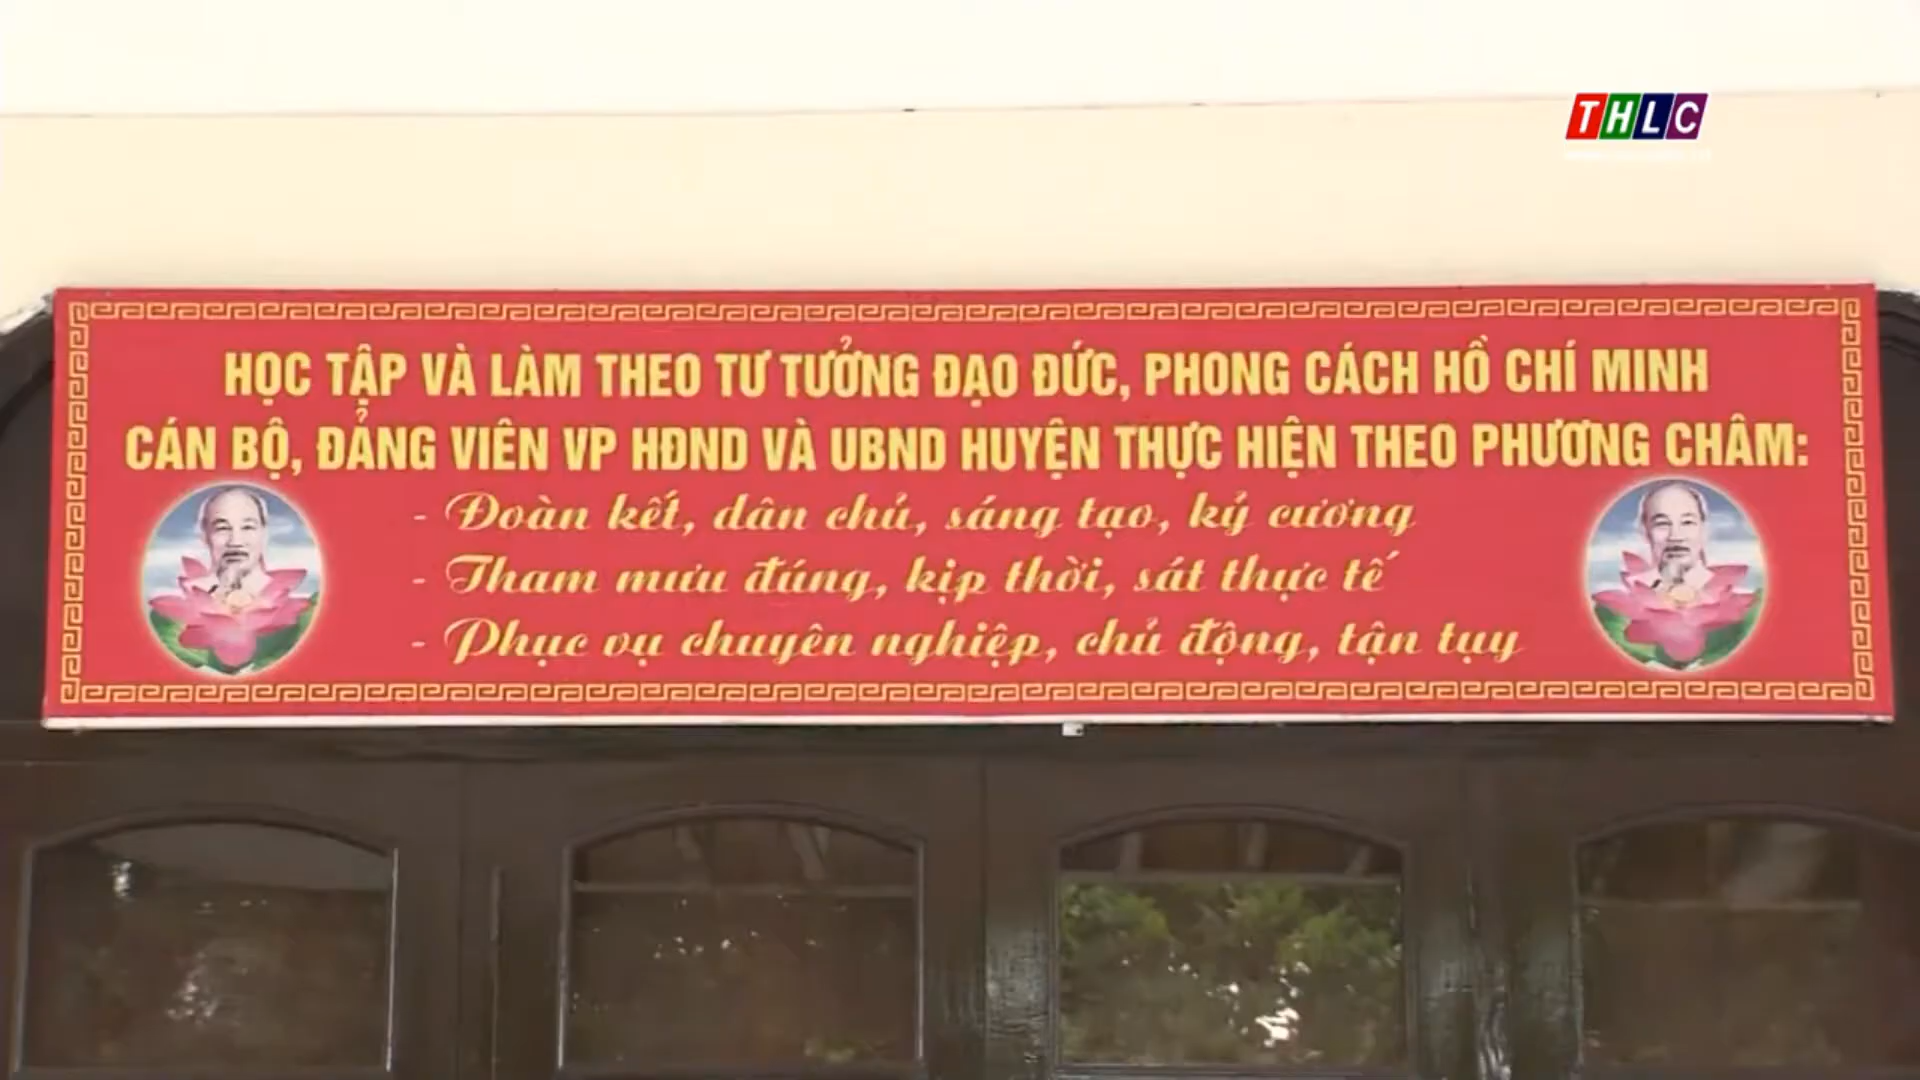 THLC
HỌC TẬP VÀ LÀM THEO TƯ TƯỞNG ĐẠO ĐỨC, PHONG CÁCH HỒ CHÍ MINH
CÁN BỘ, ĐẢNG VIÊN VP HĐND VÀ UBND HUYỆN THỰC HIỆN THEO PHƯƠNG CHÂM:
- Đoàn kết, dân chủ, sáng tạo, kỷ cương
- Tham mưu đúng, kịp thời, sát thực tế
- Phục vụ chuyên nghiệp, chủ động, tận tụy